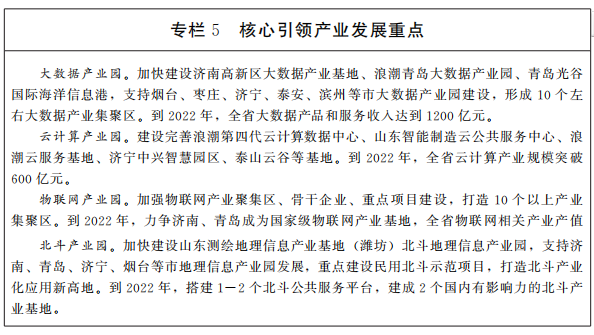 专栏 5　核心引领产业发展重点
大数据产业园。加快建设济南高新区大数据产业基地、浪潮青岛大数据产业园、青岛光谷
国际海洋信息港，支持烟台、枣庄、济宁、泰安、滨州等市大数据产业园建设，形成 10 个左
右大数据产业集聚区。到 2022 年，全省大数据产品和服务收入达到 1200 亿元。
云计算产业园。建设完善浪潮第四代云计算数据中心、山东智能制造云公共服务中心、浪
潮云服务基地、济宁中兴智慧园区、泰山云谷等基地。到 2022 年，全省云计算产业规模突破
600 亿元。
物联网产业园。加强物联网产业聚集区、骨干企业、重点项目建设，打造 10 个以上产业
集聚区。到 2022 年，力争济南、青岛成为国家级物联网产业基地，全省物联网相关产业产值
北斗产业园。加快建设山东测绘地理信息产业基地（潍坊）北斗地理信息产业园，支持济
南、青岛、济宁、烟台等市地理信息产业园发展，重点建设民用北斗示范项目，打造北斗产业
化应用新高地。到 2022 年，搭建 1－2 个北斗公共服务平台，建成 2 个国内有影响力的北斗产
业基地。